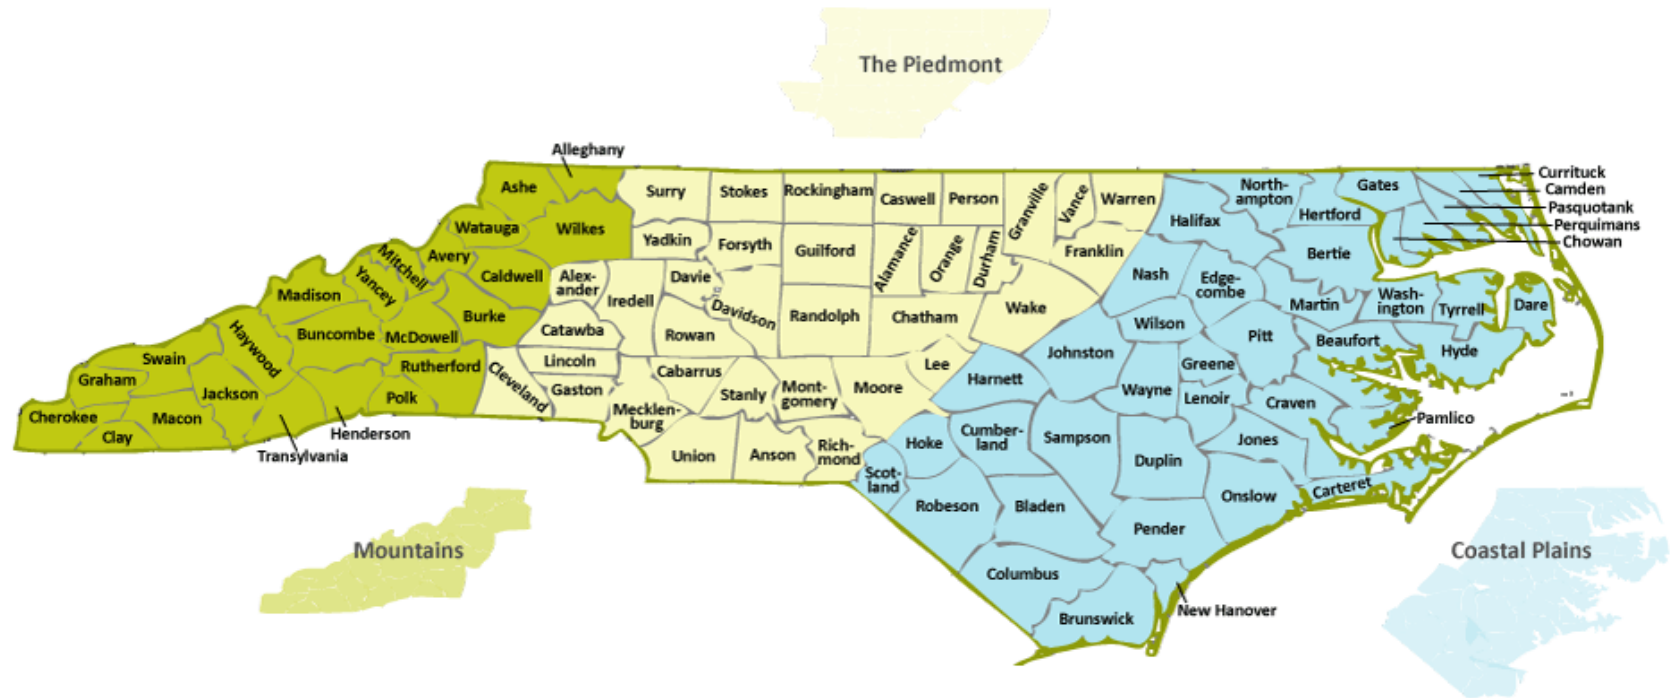 The Piedmont
Alleghany
Ashe
Surry
Stokes
Rockingham
Caswell
Person
Granville
Vance
Warren
North-
ampton
Gates
Currituck
Camden
Pasquotank
Perquimans
Chowan
Watauga
Wilkes
Yadkin
Forsyth
Guilford
Alamance
Orange
Durham
Franklin
Halifax
Hertford
Bertie
Mitchell
Avery
Caldwell
Alex-
ander
Iredell
Davie
Davidson
Nash
Edge-
combe
Martin
Wash-
ington
Tyrrell
Dare
Madison
Yancey
Burke
Catawba
Rowan
Randolph
Chatham
Wake
Wilson
Pitt
Beaufort
Hyde
Haywood
Buncombe
McDowell
Swain
Graham
Jackson
Rutherford
Cleveland
Lincoln
Gaston
Cabarrus
Stanly
Mont-
gomery
Moore
Lee
Harnett
Johnston
Wayne
Greene
Lenoir
Craven
Pamlico
Cherokee
Clay
Macon
Transylvania
Henderson
Polk
Mecklen-
burg
Union
Anson
Rich-
mond
Scot-
land
Hoke
Cumber-
land
Sampson
Duplin
Jones
Onslow
Carteret
Robeson
Bladen
Pender
Columbus
Brunswick
New Hanover
Mountains
Coastal Plains